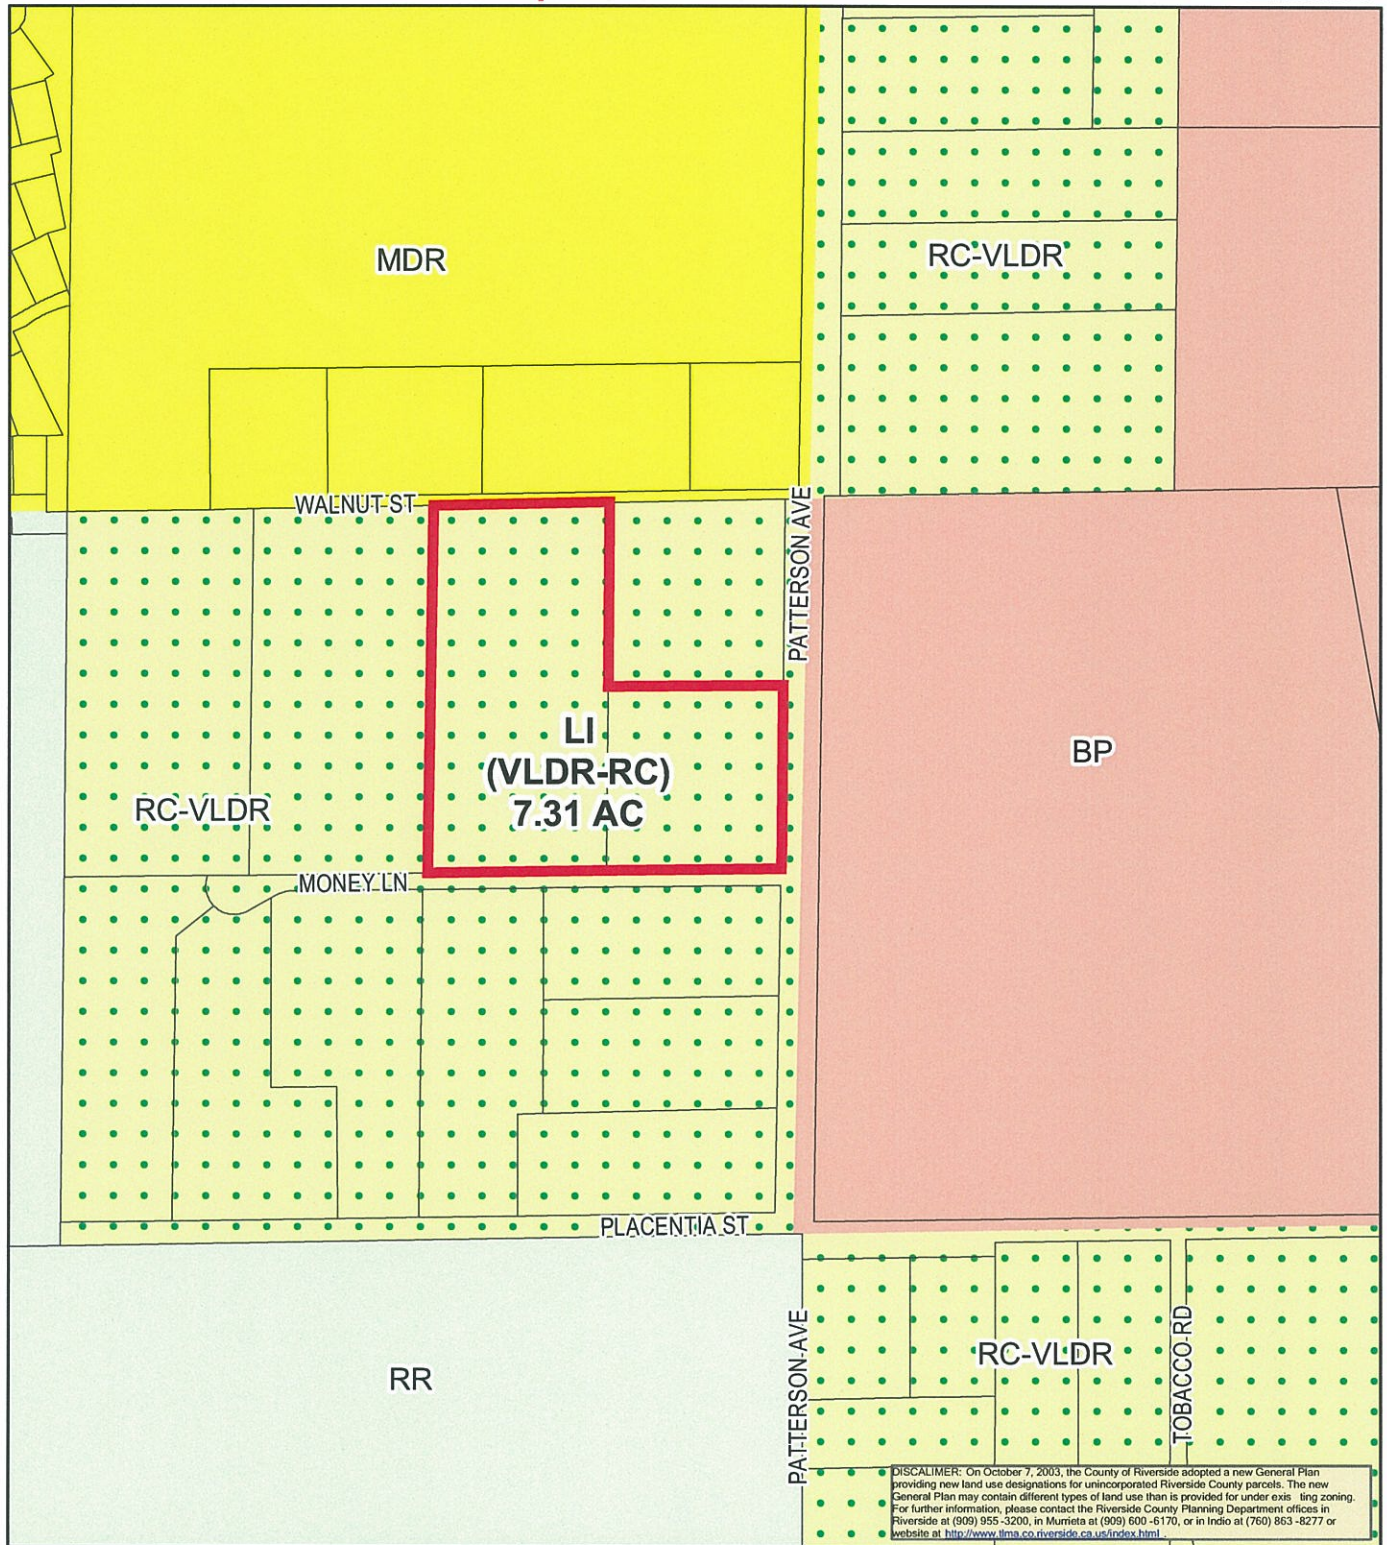 MDR
RC-VLDR
WALNUT ST
PATTERSON AVE
LI
(VLDR-RC)
7.31 AC
BP
RC-VLDR
MONEY LN
PLACENTIA ST
PATTERSON AVE
TOBACCO RD
RC-VLDR
RR
DISCALIMER: On October 7, 2003, the County of Riverside adopted a new General Plan
providing new land use designations for unincorporated Riverside County parcels. The new
General Plan may contain different types of land use than is provided for under exis ting zoning.
For further information, please contact the Riverside County Planning Department offices in
Riverside at (909) 955 -3200, in Murrieta at (909) 600 -6170, or in Indio at (760) 863 -8277 or
website at http://www.tlma.co.riverside.ca.us/index.html .